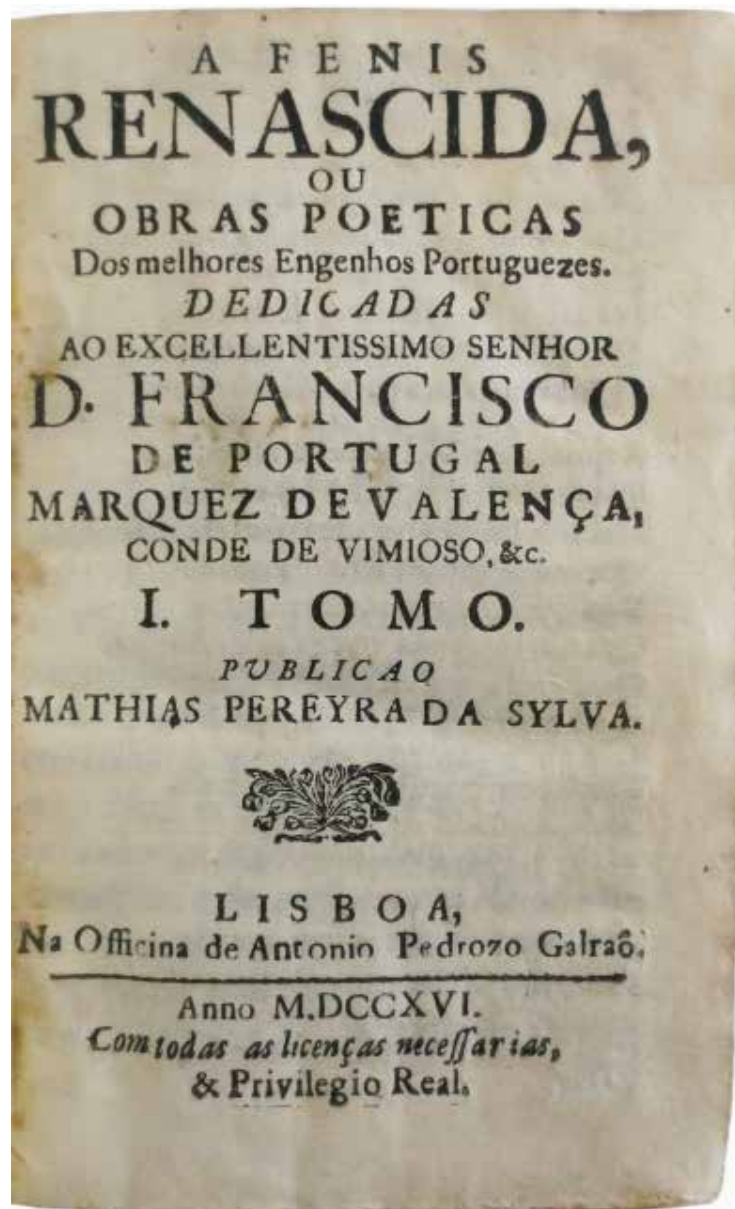 A FENIS
RENASCIDA,
OU
OBRAS POETICAS
Dos melhores Engenhos Portuguezes.
DEDICADAS
AO EXCELLENTISSIMO SENHOR
D. FRANCISCO
DE PORTUGAL
MARQUEZ DE VALENÇA,
CONDE DE VIMIOSO, &c.
I. TOMO.
PUBLICAO
MATHIAS PEREYRA DA SYLVA.
LISBOA,
Na Officina de Antonio Pedrozo Galraõ.
Anno M.DCCXVI.
Com todas as licenças neceſſarias,
& Privilegio Real.